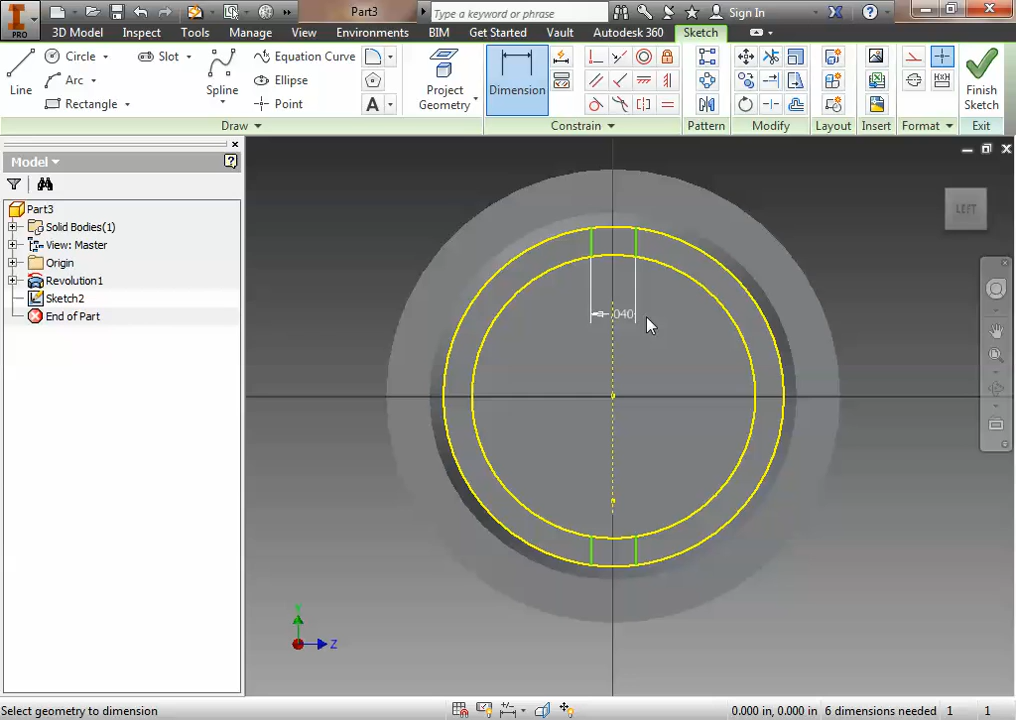 PRO
Part3
Type a keyword or phrase
Sign In
3D Model Inspect Tools Manage View Environments BIM Get Started Vault Autodesk 360 Sketch
Line
Circle
Arc
Rectangle
Slot
Spline
Equation Curve
Ellipse
Point
A
Project Geometry
Dimension
Finish Sketch
Draw Constrain Pattern Modify Layout Insert Format Exit
Model
Part3
Solid Bodies(1)
View: Master
Origin
Revolution1
Sketch2
End of Part
LEFT
.040
Y
Z
Select geometry to dimension
0.000 in, 0.000 in 6 dimensions needed 1 1